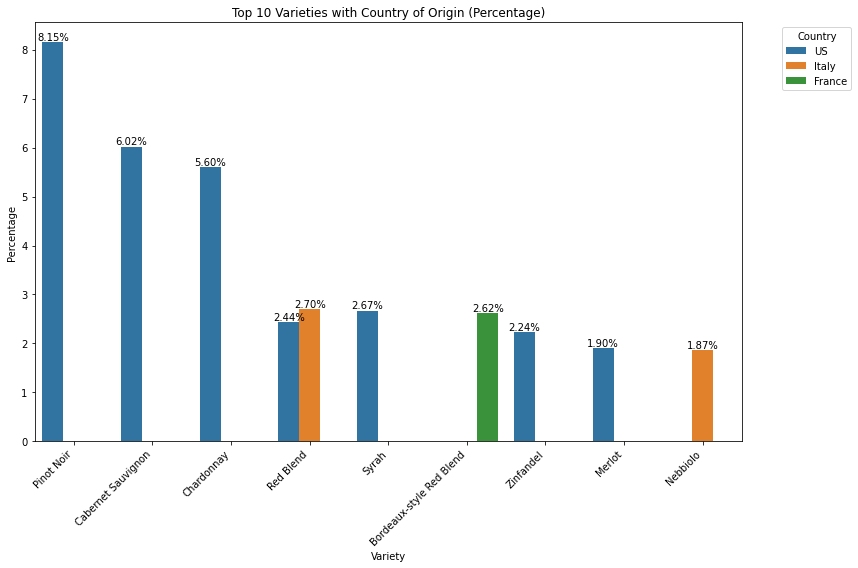 Top 10 Varieties with Country of Origin (Percentage)
Country
US
Italy
France
Percentage
8
7
6
5
4
3
2
1
0
8.15%
6.02%
5.60%
2.44%
2.70%
2.67%
2.62%
2.24%
1.90%
1.87%
Pinot Noir
Cabernet Sauvignon
Chardonnay
Red Blend
Syrah
Bordeaux-style Red Blend
Zinfandel
Merlot
Nebbiolo
Variety